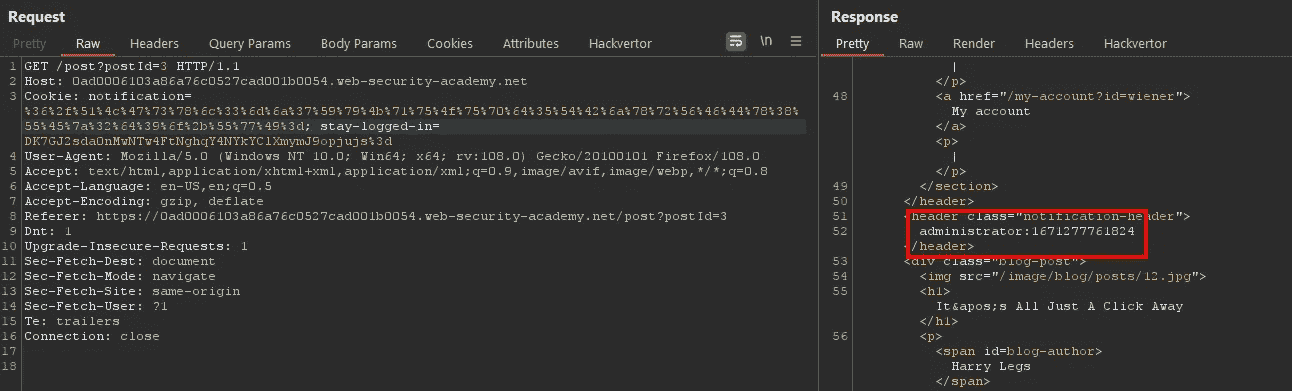 Request
Pretty Raw Headers Query Params Body Params Cookies Attributes Hackvertor \n
1 GET /post?postId=3 HTTP/1.1
2 Host: 0ad0006103a86a76c0527cad001b0054.web-security-academy.net
3 Cookie: notification=
%36%2f%51%4c%47%73%78%6c%33%6d%6a%37%59%79%4b%71%75%4f%75%70%64%35%54%42%6a%78%72%56%46%44%78%38%
55%45%7a%32%64%39%6f%2b%55%77%49%3d; stay-logged-in=
DK7GJ2sda0nMwNTw4FtNghqY4NYkYClXmymJ9opjujs%3d
4 User-Agent: Mozilla/5.0 (Windows NT 10.0; Win64; x64; rv:108.0) Gecko/20100101 Firefox/108.0
5 Accept: text/html,application/xhtml+xml,application/xml;q=0.9,image/avif,image/webp,*/*;q=0.8
6 Accept-Language: en-US,en;q=0.5
7 Accept-Encoding: gzip, deflate
8 Referer: https://0ad0006103a86a76c0527cad001b0054.web-security-academy.net/post?postId=3
9 Dnt: 1
10 Upgrade-Insecure-Requests: 1
11 Sec-Fetch-Dest: document
12 Sec-Fetch-Mode: navigate
13 Sec-Fetch-Site: same-origin
14 Sec-Fetch-User: ?1
15 Te: trailers
16 Connection: close
17
18
Response
Pretty Raw Render Headers Hackvertor
|
</p>
48 <a href="/my-account?id=wiener">
My account
</a>
<p>
|
</p>
49 </section>
50 </header>
51 <header class="notification-header">
52 administrator:1671277761824
</header>
53 <div class="blog-post">
54 <img src="/image/blog/posts/12.jpg">
55 <h1>
It&apos;s All Just A Click Away
</h1>
56 <p>
<span id=blog-author>
Harry Legs
</span>